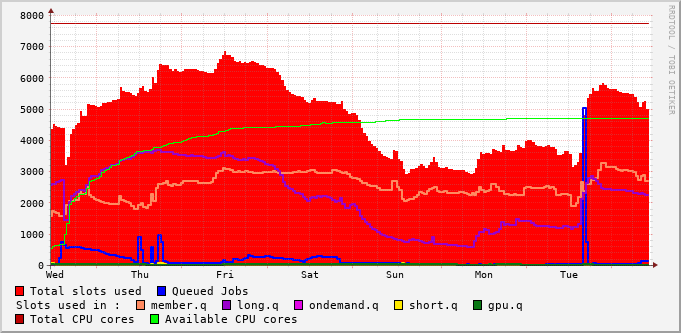 8000
7000
6000
5000
4000
3000
2000
1000
0
Wed Thu Fri Sat Sun Mon Tue
RRDTOOL / TOBI OETIKER
Total slots used Queued Jobs
Slots used in : member.q long.q ondemand.q short.q gpu.q
Total CPU cores Available CPU cores